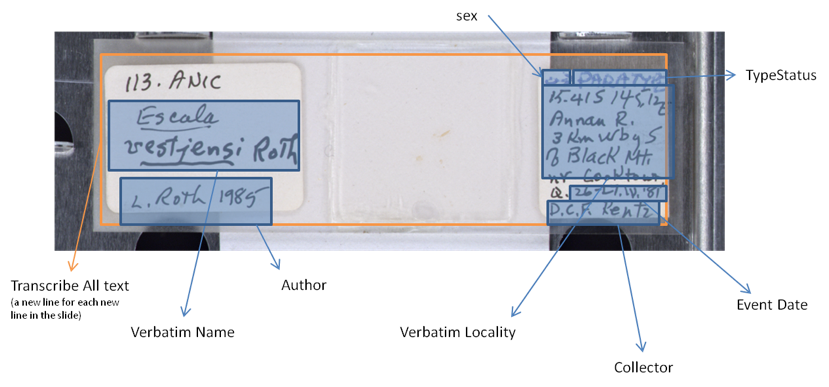 sex
TypeStatus
113. ANIC
Escala
vestjensi Roth
L. Roth 1985
PARATYPE
15.41S 145.12E
Annan R.
3 Km W by S
of Black Mt.
nr. Cooktown,
Q. 26-27.IV.'81
D.C.F. Rentz
Transcribe All text
(a new line for each new
line in the slide)
Verbatim Name
Author
Verbatim Locality
Collector
Event Date